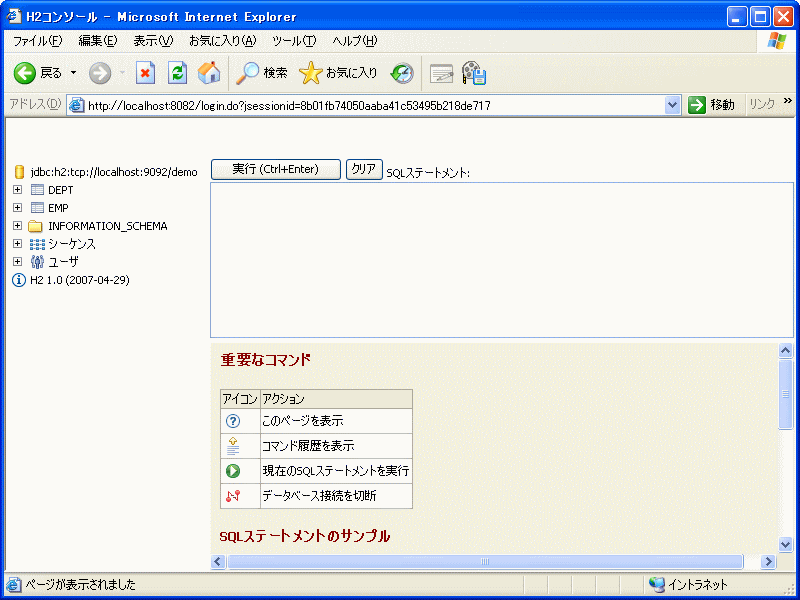 H2コンソール - Microsoft Internet Explorer
ファイル(F) 編集(E) 表示(V) お気に入り(A) ツール(T) ヘルプ(H)
戻る 検索 お気に入り
アドレス(D) http://localhost:8082/login.do?jsessionid=8b01fb74050aaba41c53495b218de717 移動 リンク »
jdbc:h2:tcp://localhost:9092/demo
DEPT
EMP
INFORMATION_SCHEMA
シーケンス
ユーザ
H2 1.0 (2007-04-29)
実行 (Ctrl+Enter) クリア SQLステートメント:
重要なコマンド
アイコン アクション
このページを表示
コマンド履歴を表示
現在のSQLステートメントを実行
データベース接続を切断
SQLステートメントのサンプル
ページが表示されました イントラネット